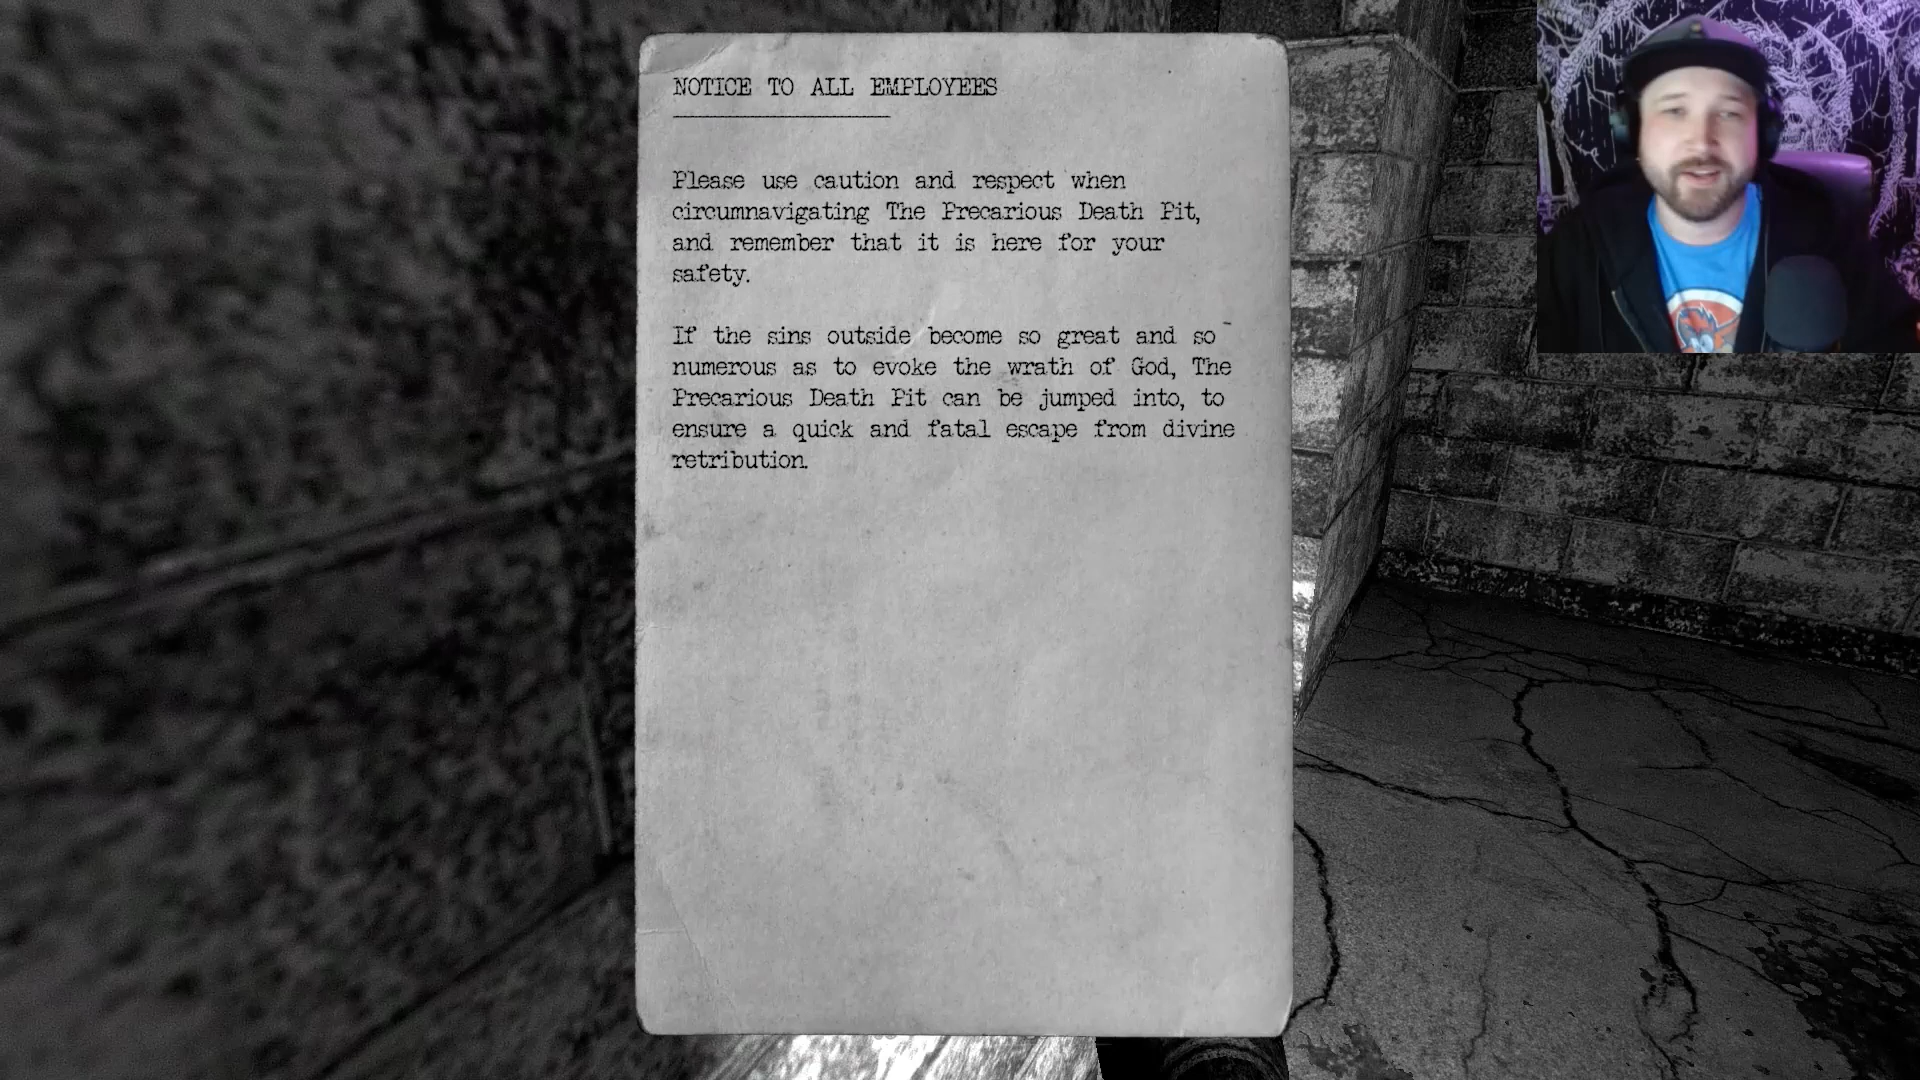 NOTICE TO ALL EMPLOYEES
Please use caution and respect when
circumnavigating The Precarious Death Pit,
and remember that it is here for your
safety.
If the sins outside become so great and so
numerous as to evoke the wrath of God, The
Precarious Death Pit can be jumped into, to
ensure a quick and fatal escape from divine
retribution.